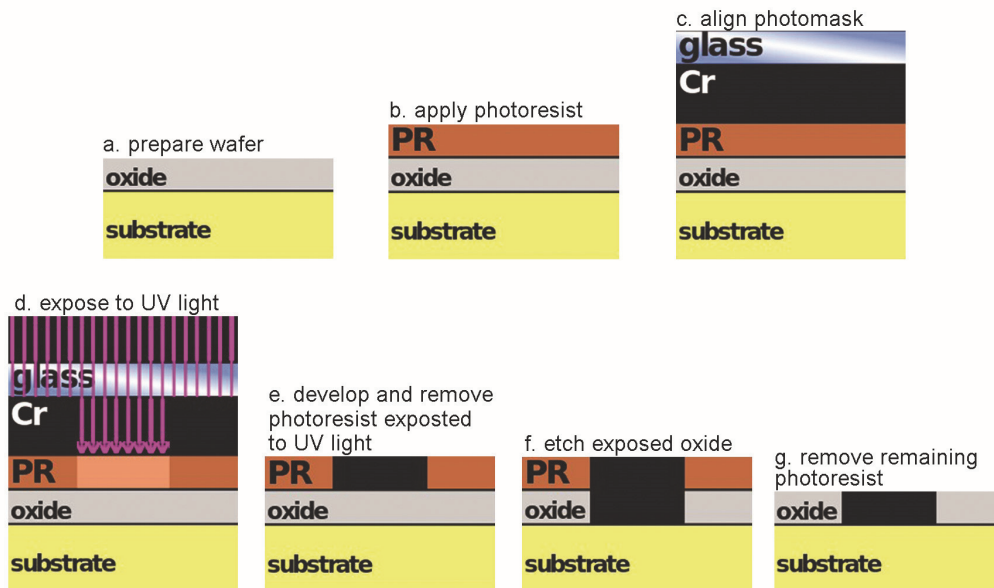 a. prepare wafer
oxide
substrate
b. apply photoresist
PR
oxide
substrate
c. align photomask
glass
Cr
PR
oxide
substrate
d. expose to UV light
glass
Cr
PR
oxide
substrate
e. develop and remove
photoresist exposted
to UV light
PR
oxide
substrate
f. etch exposed oxide
PR
oxide
substrate
g. remove remaining
photoresist
oxide
substrate